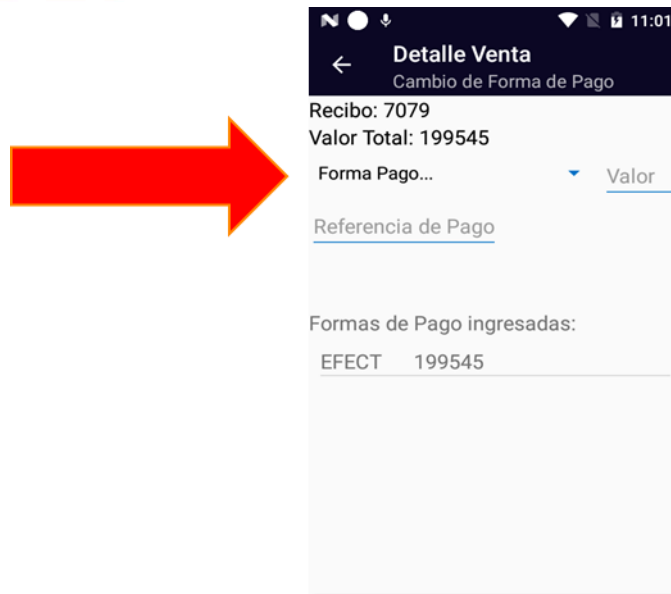 11:01
Detalle Venta
Cambio de Forma de Pago
Recibo: 7079
Valor Total: 199545
Forma Pago... Valor
Referencia de Pago
Formas de Pago ingresadas:
EFECT 199545